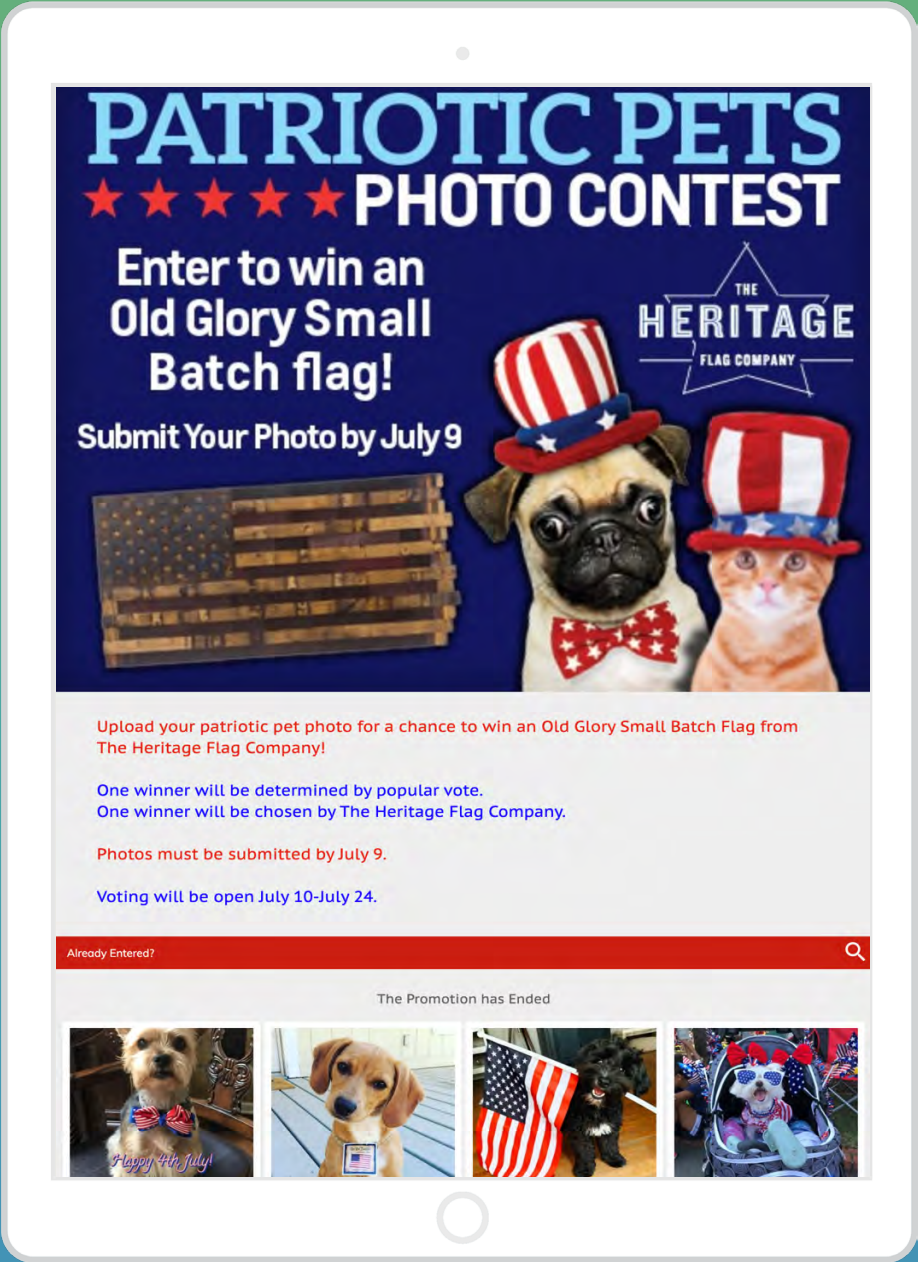 PATRIOTIC PETS
PHOTO CONTEST
Enter to win an
Old Glory Small
Batch flag!
Submit Your Photo by July 9
THE
HERITAGE
FLAG COMPANY
Upload your patriotic pet photo for a chance to win an Old Glory Small Batch Flag from
The Heritage Flag Company!
One winner will be determined by popular vote.
One winner will be chosen by The Heritage Flag Company.
Photos must be submitted by July 9.
Voting will be open July 10-July 24.
Already Entered?
The Promotion has Ended
Happy 4th July!